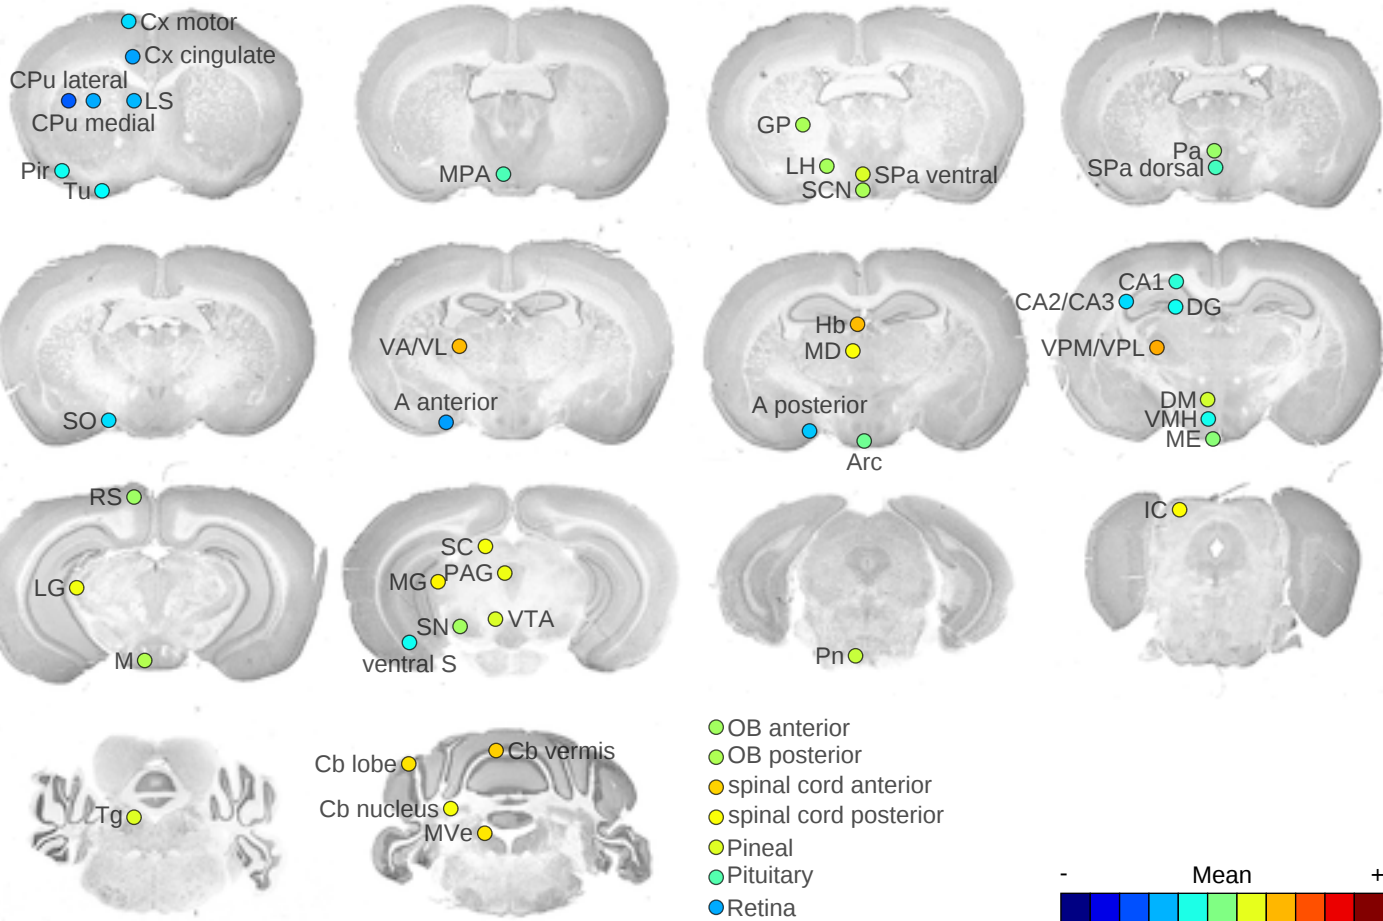 Cx motor
Cx cingulate
CPu lateral
LS
CPu medial
Pir
Tu
MPA
GP
LH
SPa ventral
SCN
Pa
SPa dorsal
SO
VA/VL
A anterior
Hb
MD
A posterior
Arc
CA1
CA2/CA3
DG
VPM/VPL
DM
VMH
ME
RS
LG
M
SC
MG
PAG
SN
VTA
ventral S
Pn
IC
Tg
Cb lobe
Cb vermis
Cb nucleus
MVe
OB anterior
OB posterior
spinal cord anterior
spinal cord posterior
Pineal
Pituitary
Retina
- Mean +